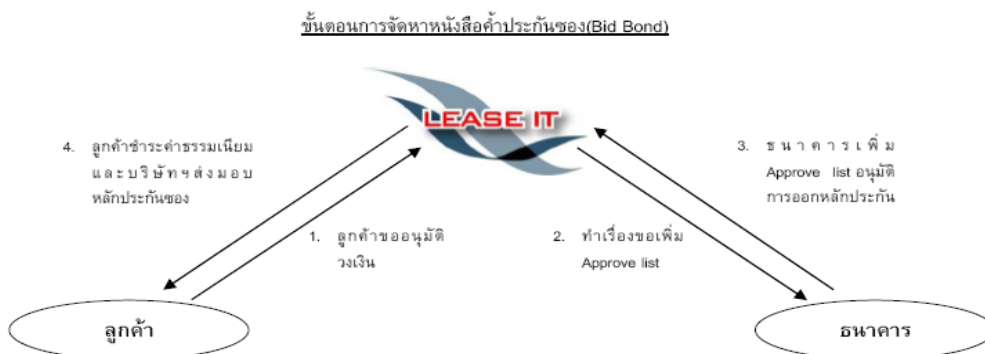 ขั้นตอนการจัดหาหนังสือค้ำประกันซอง(Bid Bond)
LEASE IT
4. ลูกค้าชำระค่าธรรมเนียม
และบริษัทฯส่งมอบ
หลักประกันซอง
3. ธนาคารเพิ่ม
Approve list อนุมัติ
การออกหลักประกัน
1. ลูกค้าขออนุมัติ
วงเงิน
2. ทำเรื่องขอเพิ่ม
Approve list
ลูกค้า
ธนาคาร